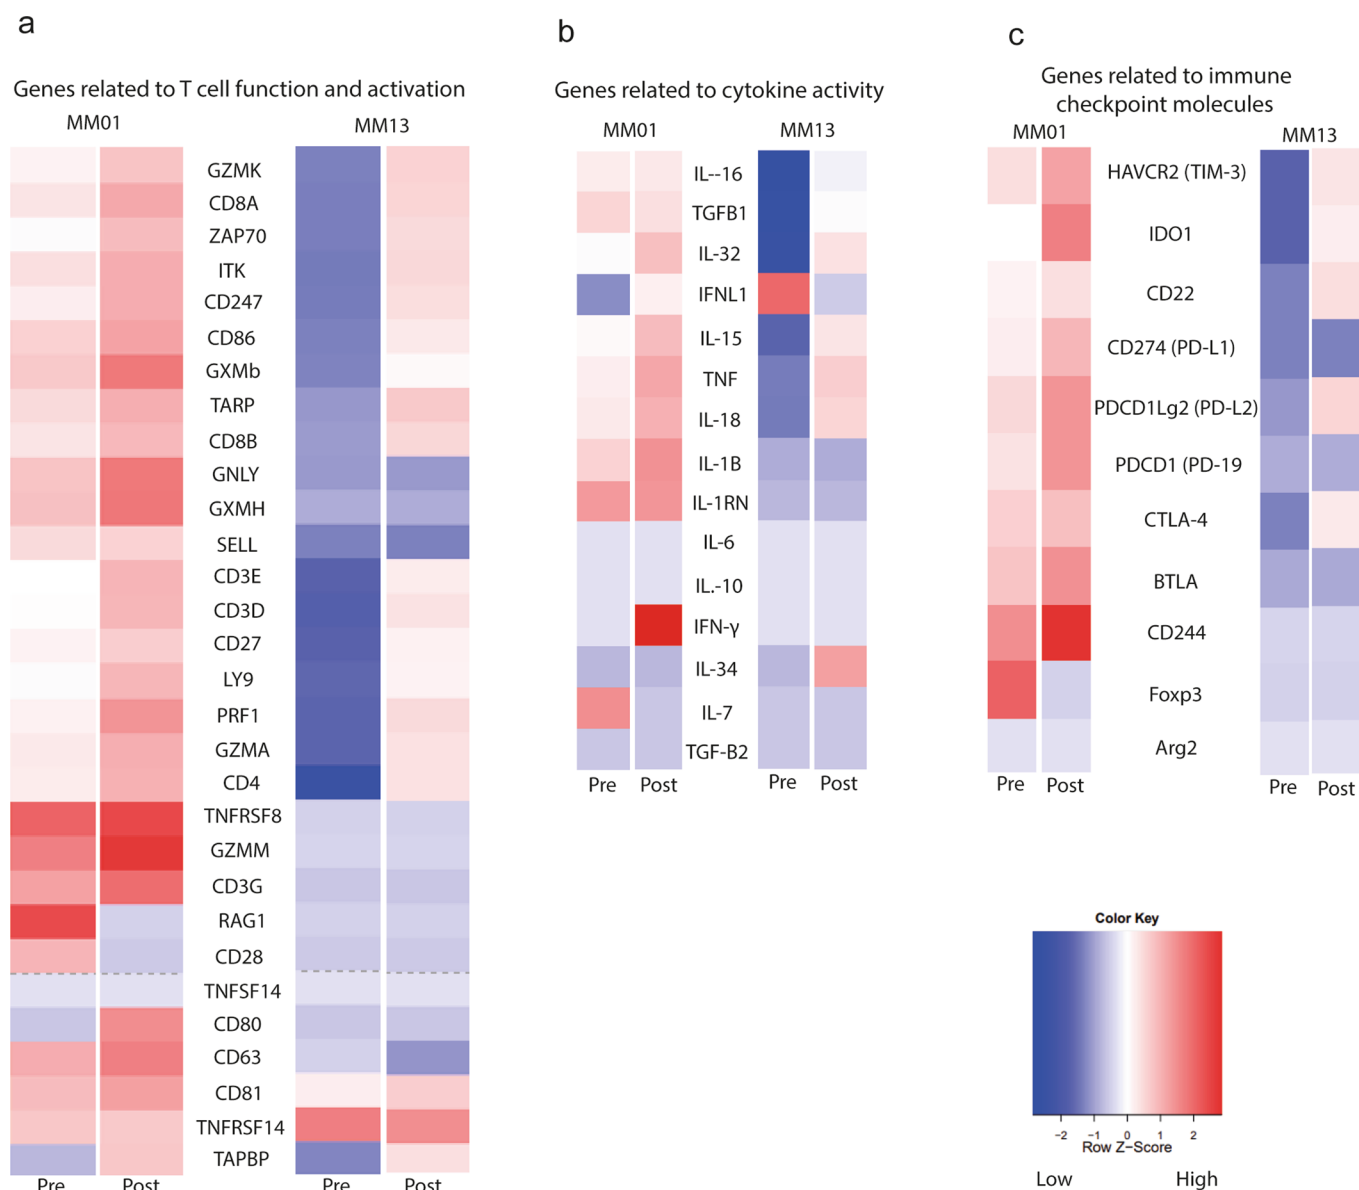 a
Genes related to T cell function and activation
MM01
MM13
GZMK
CD8A
ZAP70
ITK
CD247
CD86
GXMb
TARP
CD8B
GNLY
GXMH
SELL
CD3E
CD3D
CD27
LY9
PRF1
GZMA
CD4
TNFRSF8
GZMM
CD3G
RAG1
CD28
TNFSF14
CD80
CD63
CD81
TNFRSF14
TAPBP
Pre
Post
Pre
Post
b
Genes related to cytokine activity
MM01
MM13
IL--16
TGFB1
IL-32
IFNL1
IL-15
TNF
IL-18
IL-1B
IL-1RN
IL-6
IL.-10
IFN-γ
IL-34
IL-7
TGF-B2
Pre
Post
Pre
Post
c
Genes related to immune
checkpoint molecules
MM01
MM13
HAVCR2 (TIM-3)
IDO1
CD22
CD274 (PD-L1)
PDCD1Lg2 (PD-L2)
PDCD1 (PD-19
CTLA-4
BTLA
CD244
Foxp3
Arg2
Pre
Post
Pre
Post
Color Key
−2 −1 0 1 2
Row Z-Score
Low
High